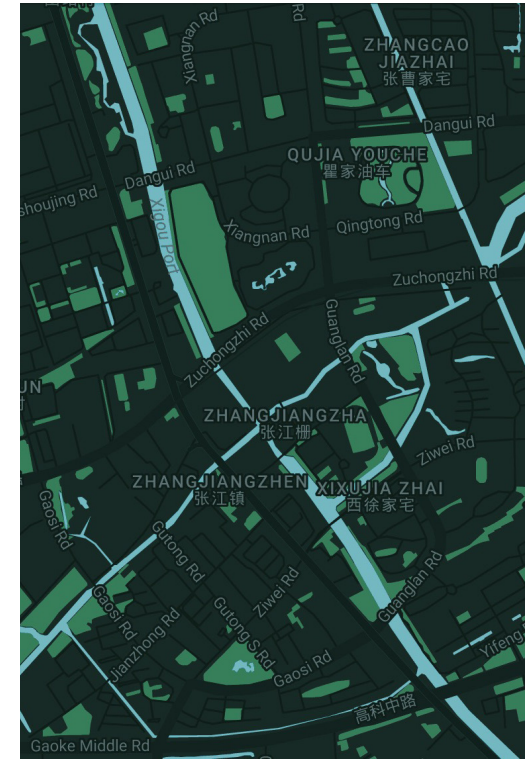 Xiangnan Rd
Rd
ZHANGCAO
JIAZHAI
张曹家宅
Dangui Rd
QUJIA YOUCHE
瞿家油车
Dangui Rd
shoujing Rd
Xigou Port
Xiangnan Rd
Qingtong Rd
Zuchongzhi Rd
Guanglan Rd
Zuchongzhi Rd
UN
ZHANGJIANGZHA
张江栅
Ziwei Rd
ZHANGJIANGZHEN
张江镇
XIXUJIA ZHAI
西徐家宅
Gaosi Rd
Gutong Rd
Ziwei Rd
Guanglan Rd
Gaosi Rd
Gutong S Rd
Jianzhong Rd
Gaosi Rd
Yifeng
高科中路
Gaoke Middle Rd